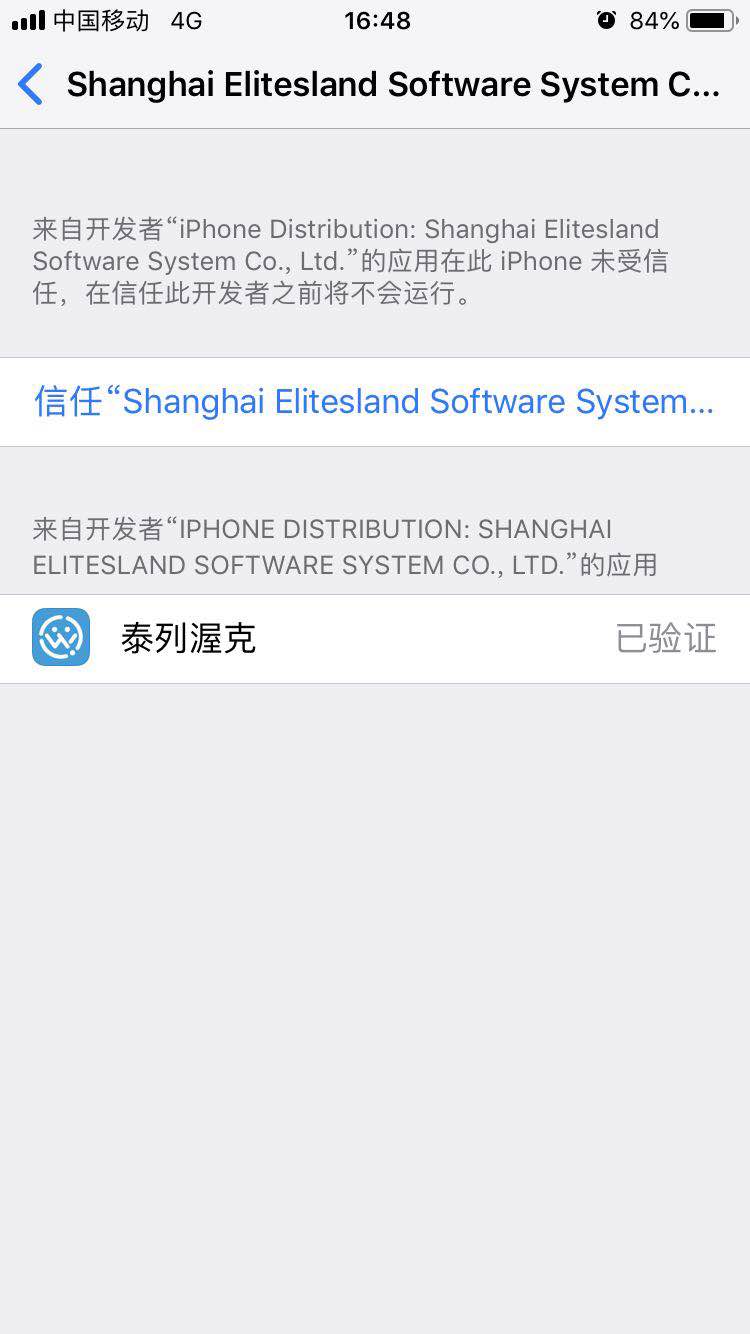 中国移动 4G 16:48 84%
Shanghai Elitesland Software System C...
来自开发者“iPhone Distribution: Shanghai Elitesland
Software System Co., Ltd.”的应用在此 iPhone 未受信
任，在信任此开发者之前将不会运行。
信任“Shanghai Elitesland Software System...
来自开发者“IPHONE DISTRIBUTION: SHANGHAI
ELITESLAND SOFTWARE SYSTEM CO., LTD.”的应用
泰列渥克 已验证